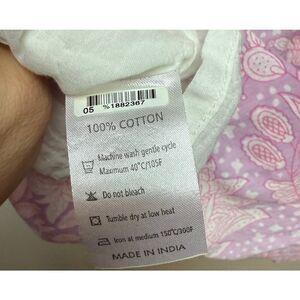 05 %1882367
100% COTTON
Machine wash gentle cycle
Maximum 40°C/105F
Do not bleach
Tumble dry at low heat
Iron at medium 150°C/300F
MADE IN INDIA